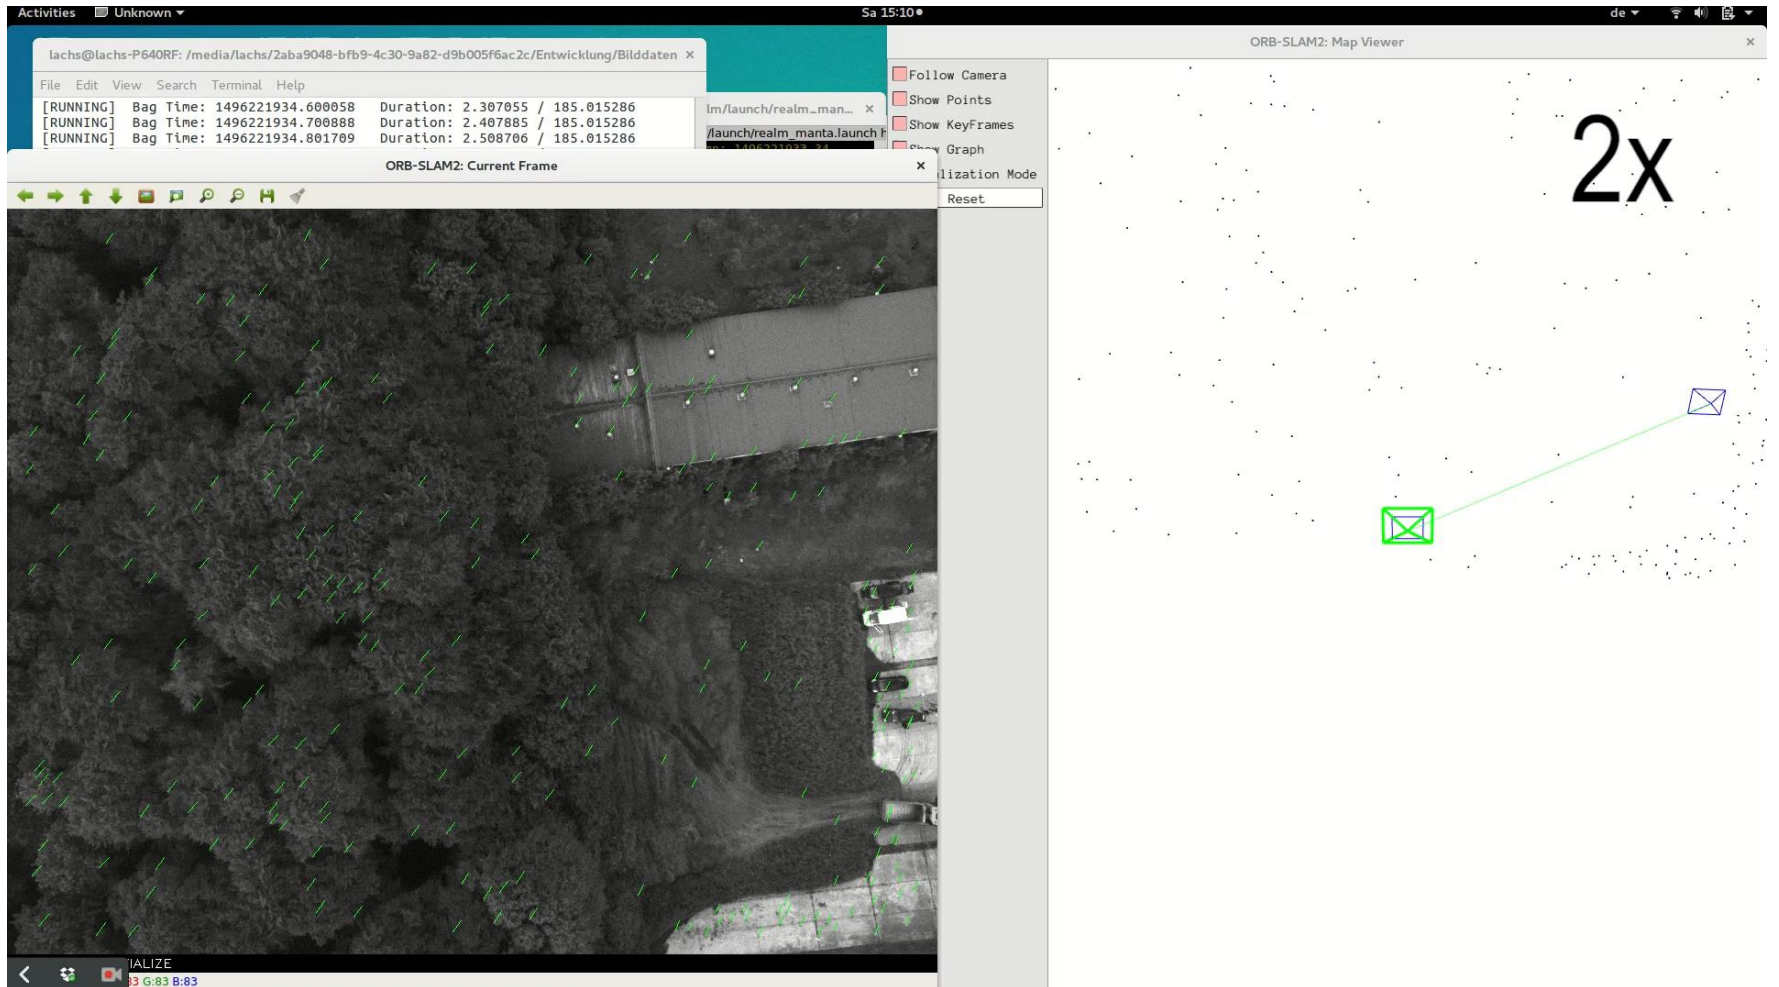 Activities Unknown Sa 15:10 de
lachs@lachs-P640RF: /media/lachs/2aba9048-bfb9-4c30-9a82-d9b005f6ac2c/Entwicklung/Bilddaten
File Edit View Search Terminal Help
[RUNNING] Bag Time: 1496221934.600058 Duration: 2.307055 / 185.015286
[RUNNING] Bag Time: 1496221934.700888 Duration: 2.407885 / 185.015286
[RUNNING] Bag Time: 1496221934.801709 Duration: 2.508706 / 185.015286
lm/launch/realm_man...
/launch/realm_manta.launch h
1496221933.34
ORB-SLAM2: Map Viewer
Follow Camera
Show Points
Show KeyFrames
Show Graph
lization Mode
Reset
2x
ORB-SLAM2: Current Frame
IALIZE
83 G:83 B:83